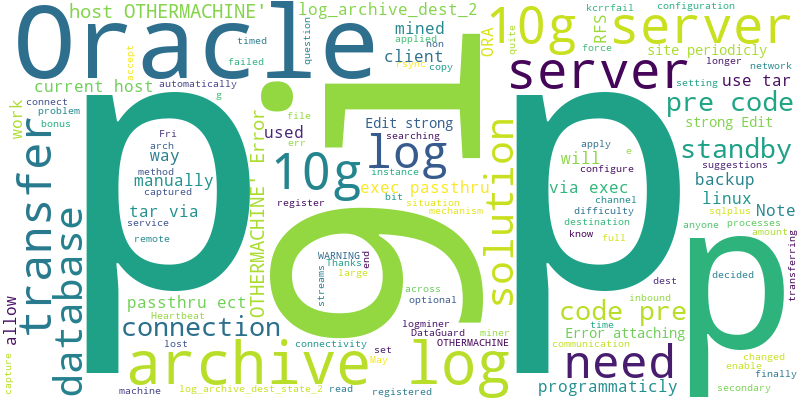 host OTHERMACHINE'
Oracle
log_archive_dest_2
mined
client
rsync
copy
applied
timed
failed
question
ORA
non
quite
10g server
kcrrfail
configuration
RFS
force
site periodicly
longer
network
current host
accept
automatically
server
setting
use tar
work
connect
problem
bonus
g
p
Fri
arch
way
method
manually
captured
tar via
service
remote
OTHERMACHINE' Error
file
err
used
10g
register
Edit strong
searching
log
exec passthru
instance
bit
situation
mechanism
lt
gt
solution
pre code
strong Edit
standby
apply
e
will
configure
via exec
channel
destination
difficulty
know
full
suggestions
backup
linux
Note
sqlplus
anyone
processes
amount
transferring
transfer
database
allow
capture
passthru ect
Heartbeat
connection
lost
machine
archive log
log_archive_dest_state_2
WARNING
Thanks
end
large
streams
across
optional
logminer
DataGuard
miner
OTHERMACHINE
connectivity
set
May
read
registered
p
p
dest
decided
inbound
code pre
Error attaching
time
communication
need
programmaticly
changed
enable
finally
secondary